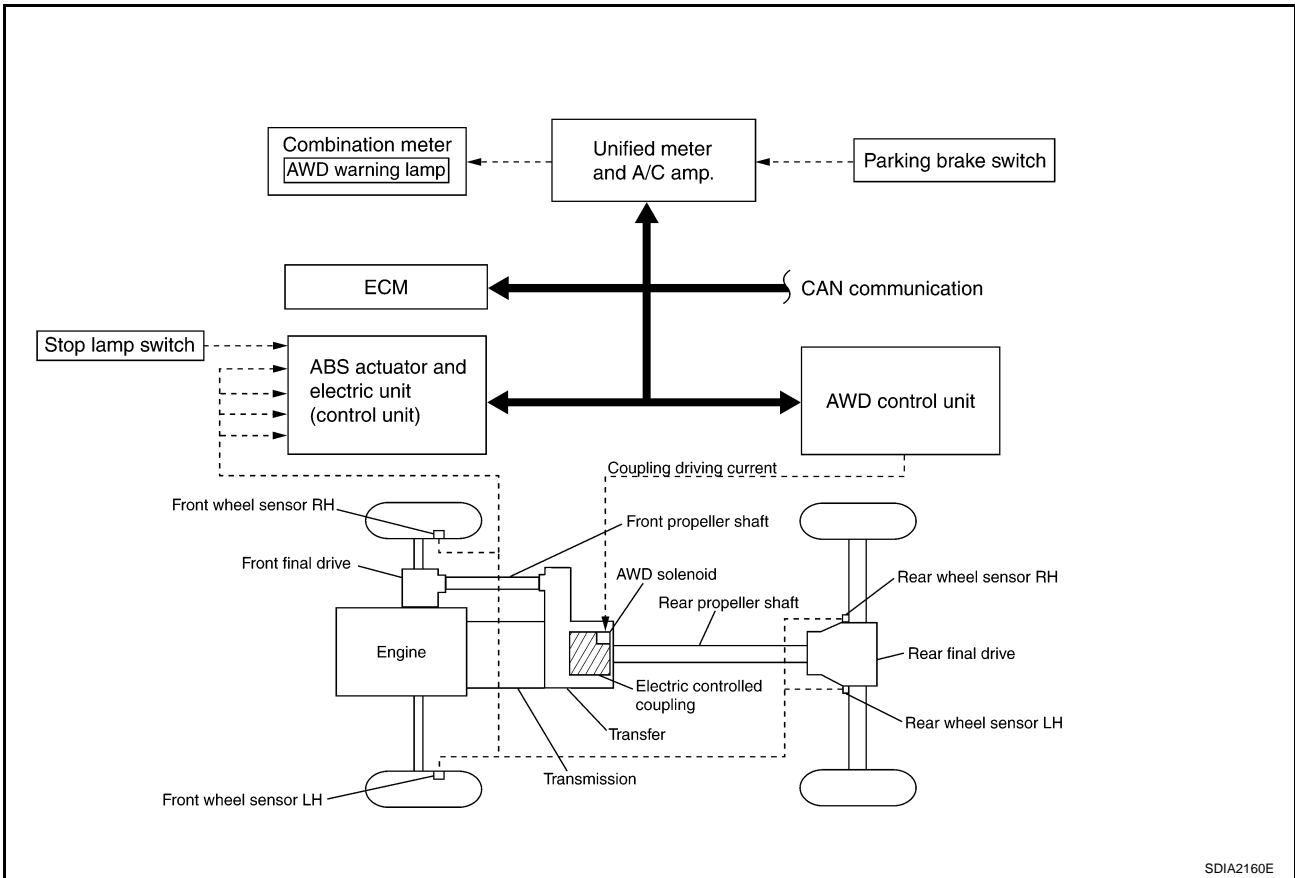 Combination meter
AWD warning lamp
Unified meter
and A/C amp.
Parking brake switch
ECM
CAN communication
Stop lamp switch
ABS actuator and
electric unit
(control unit)
AWD control unit
Coupling driving current
Front wheel sensor RH
Front propeller shaft
Front final drive
AWD solenoid
Rear wheel sensor RH
Rear propeller shaft
Engine
Rear final drive
Electric controlled
coupling
Rear wheel sensor LH
Transfer
Transmission
Front wheel sensor LH
SDIA2160E